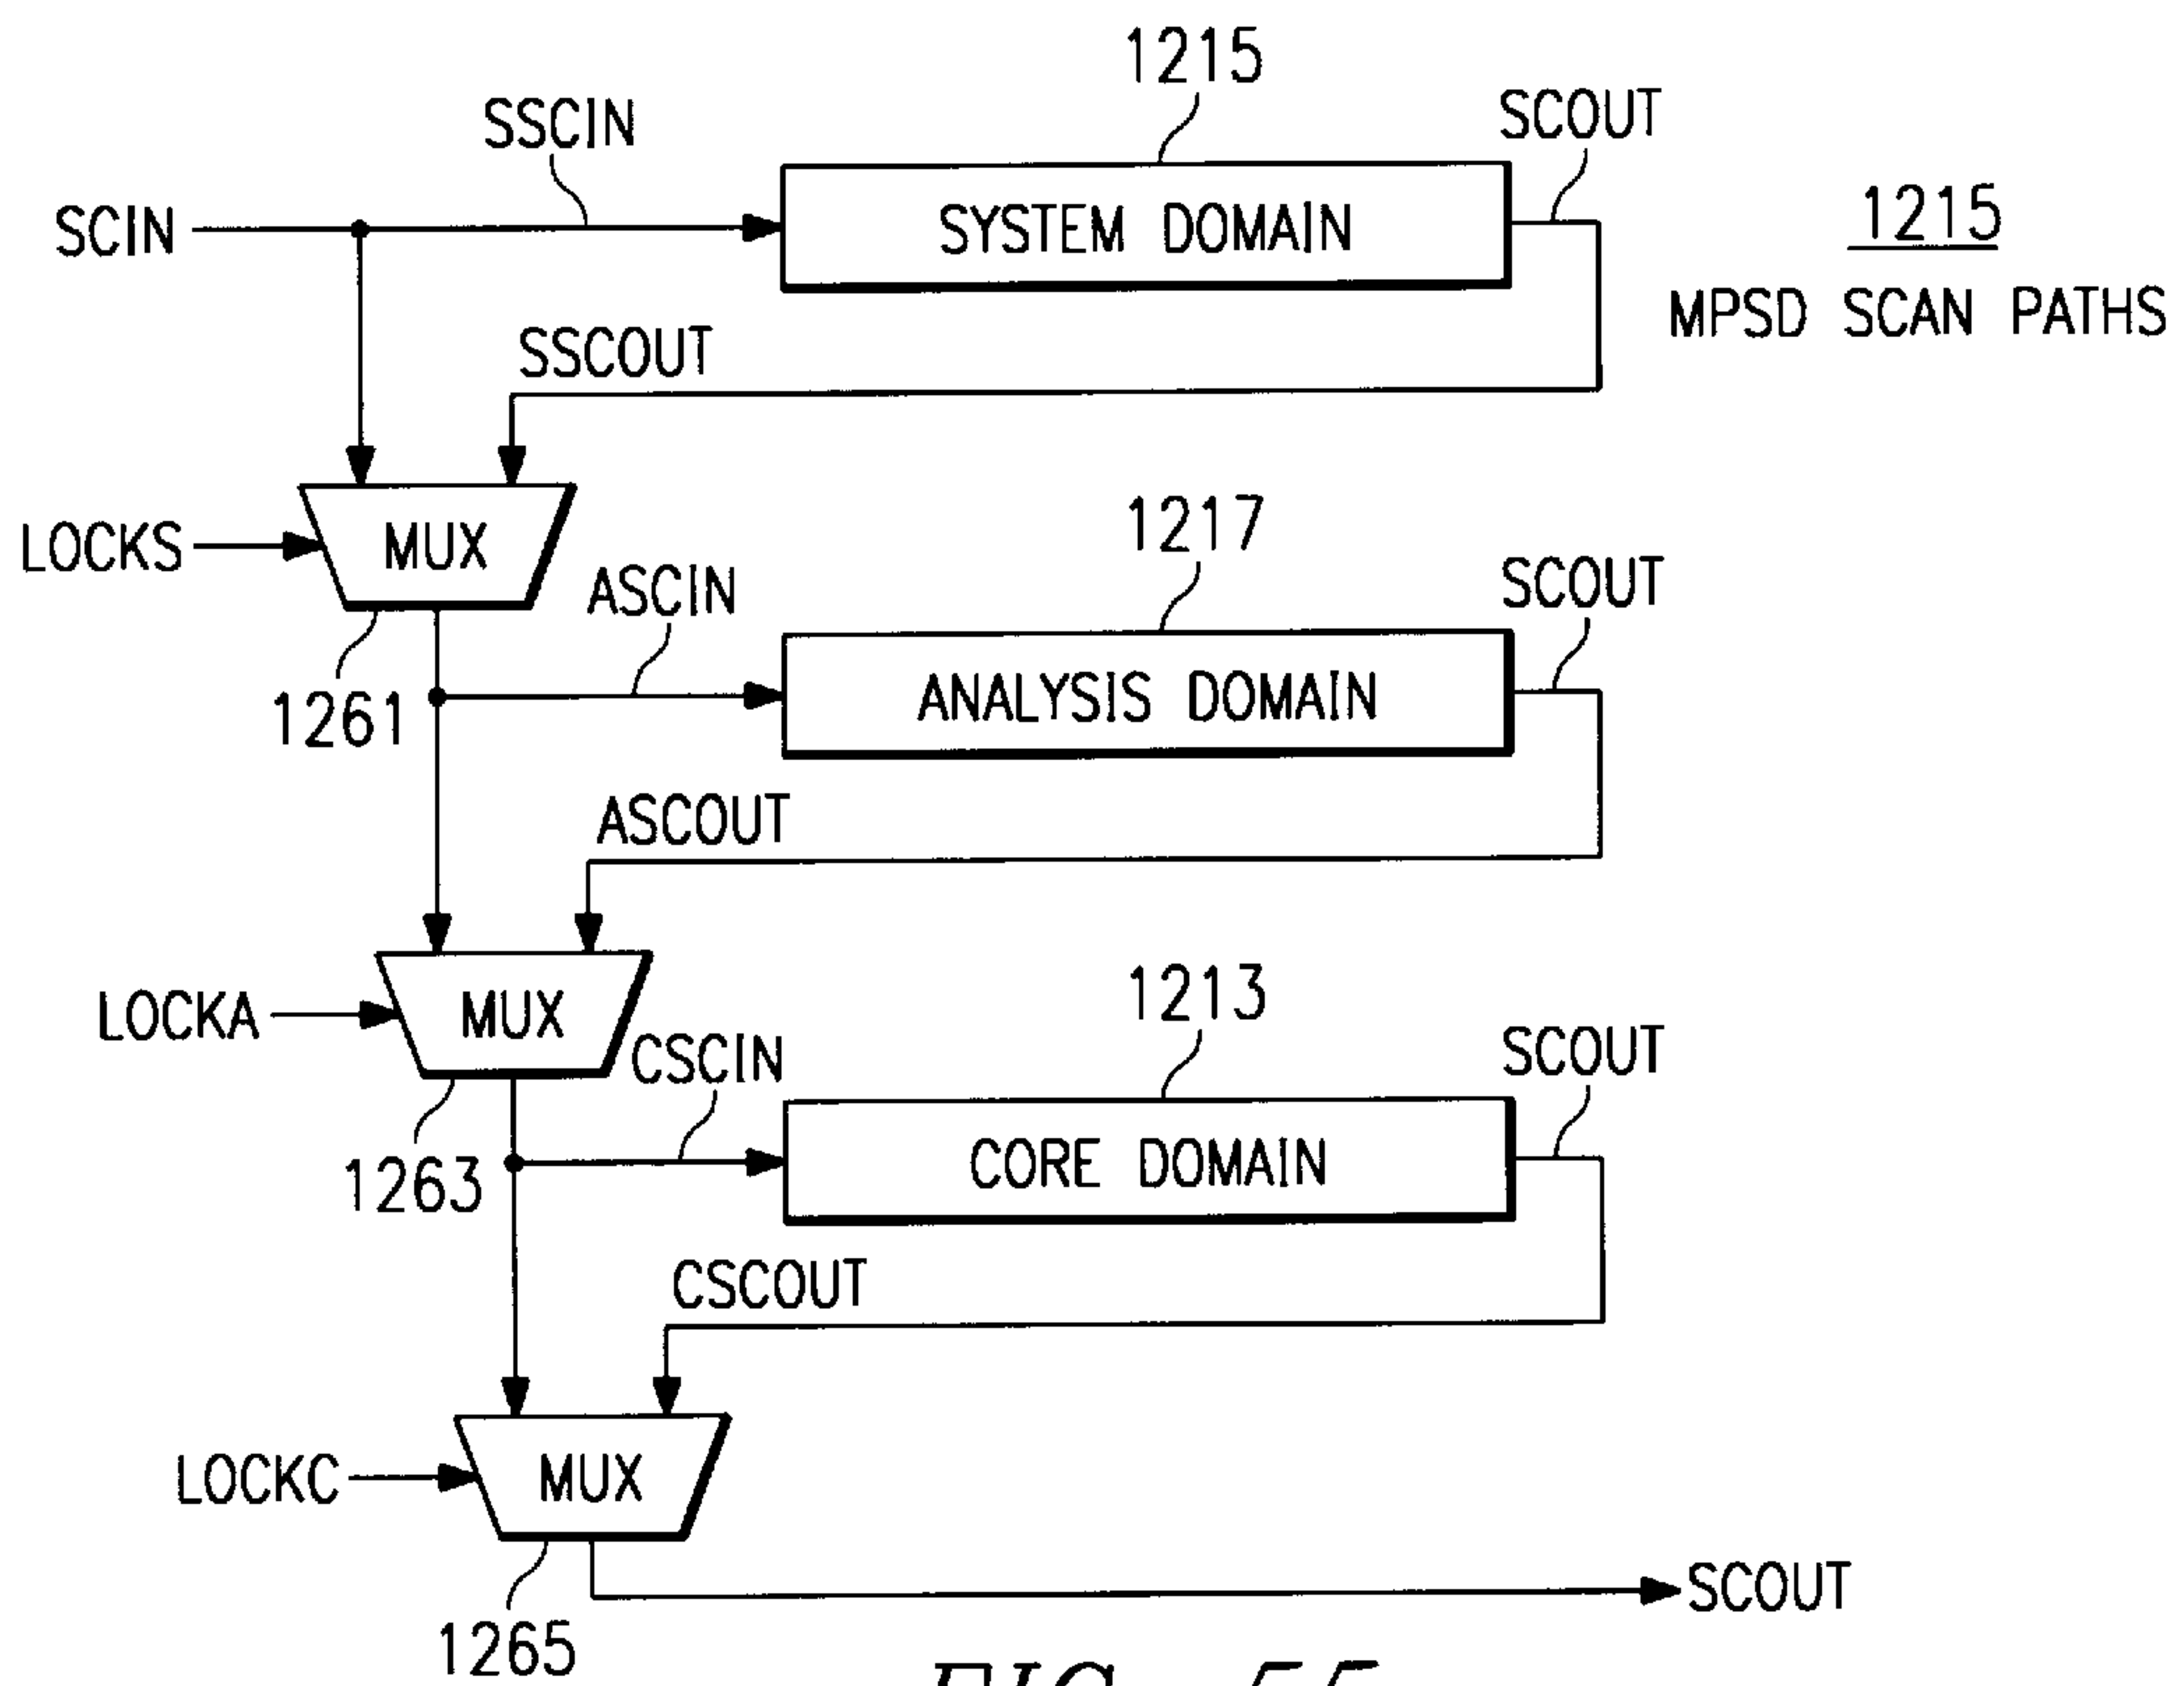 1215
SSCIN
SCOUT
SCIN
SYSTEM DOMAIN
1215
MPSD SCAN PATHS
SSCOUT
LOCKS
MUX
1217
ASCIN
SCOUT
1261
ANALYSIS DOMAIN
ASCOUT
LOCKA
MUX
1213
CSCIN
SCOUT
1263
CORE DOMAIN
CSCOUT
LOCKC
MUX
SCOUT
1265